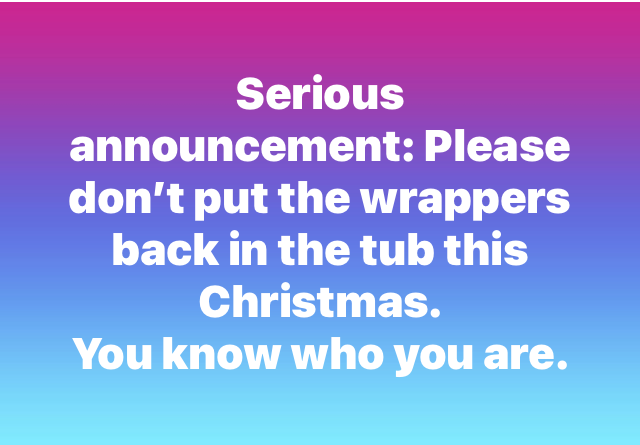 Serious
announcement: Please
don’t put the wrappers
back in the tub this
Christmas.
You know who you are.